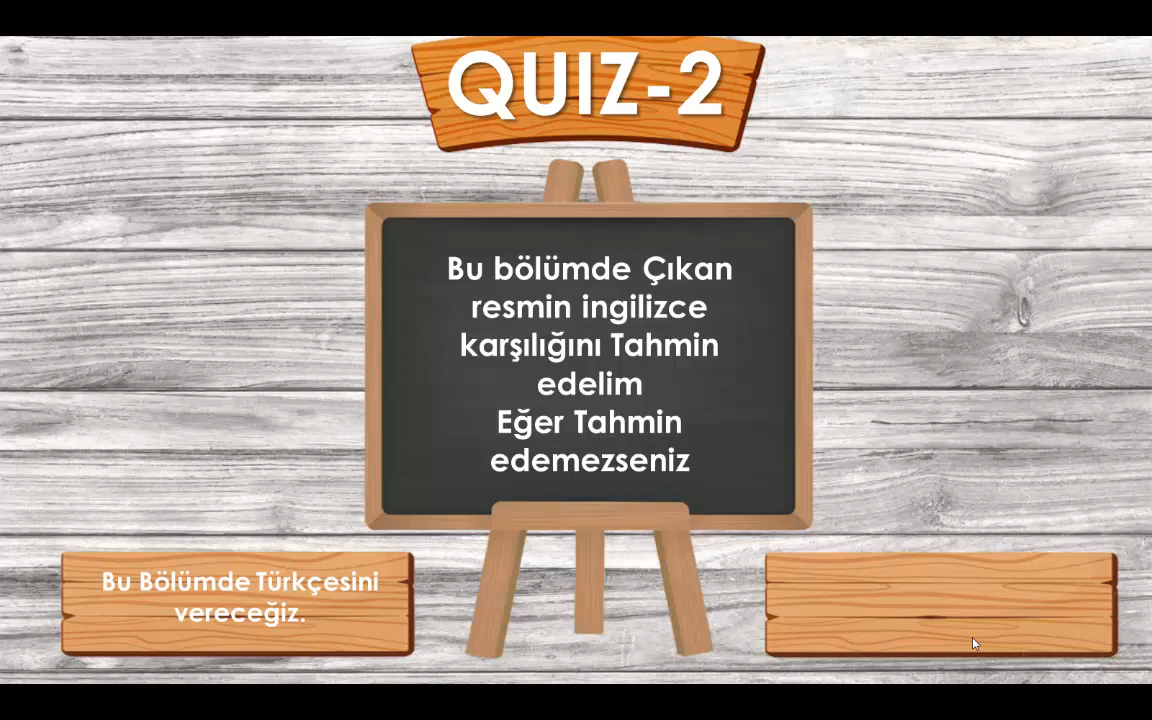 QUIZ-2
Bu bölümde Çıkan
resmin ingilizce
karşılığını Tahmin
edelim
Eğer Tahmin
edemezseniz
Bu Bölümde Türkçesini
vereceğiz.